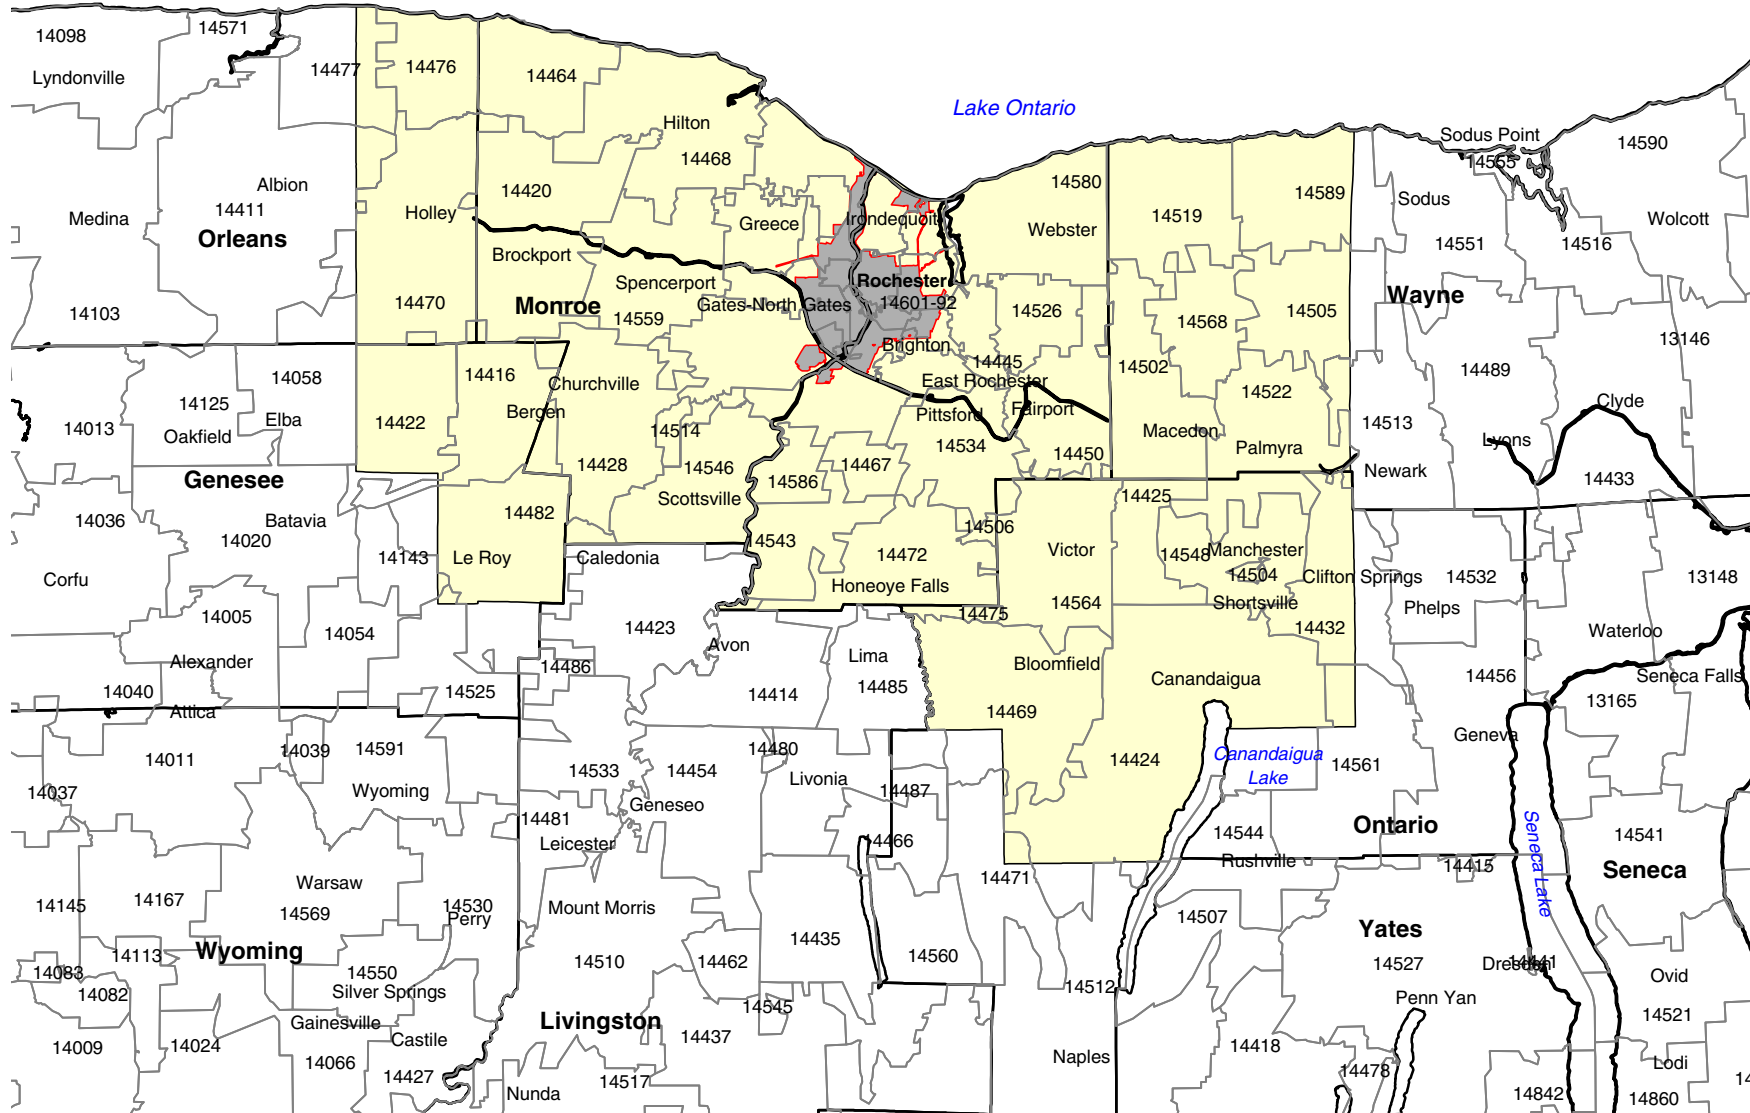 14571
14098
14477
14476
14464
Lyndonville
Lake Ontario
Hilton
Sodus Point
14590
14468
14555
Albion
14420
14580
14589
Sodus
14411
Holley
14519
Medina
Greece
Irondequoit
Webster
Wolcott
Orleans
Brockport
14551
14516
Spencerport
Rochester
14470
Monroe
Gates-North Gates
14601-92
14526
14505
Wayne
14103
14559
14568
Brighton
13146
14445
14502
14058
14416
Churchville
East Rochester
14522
14489
14125
Bergen
Pittsford
Fairport
Clyde
14013
Oakfield
Elba
14422
14514
Macedon
14513
14534
Palmyra
Lyons
14428
14546
14467
14450
Newark
Genesee
14586
14433
Scottsville
14425
14036
Batavia
14482
14506
14020
14543
14143
Le Roy
Caledonia
14472
Victor
14548
Manchester
Corfu
14504
Clifton Springs
14532
13148
Honeoye Falls
14564
Shortsville
Phelps
14005
14475
14054
14423
14432
Waterloo
Avon
Alexander
14486
Lima
Bloomfield
Canandaigua
14456
Seneca Falls
14040
14525
14414
14485
13165
Attica
14469
Geneva
14011
14039
14591
14480
14424
Canandaigua
Lake
14561
14533
14454
Livonia
14037
Wyoming
14487
Geneseo
14481
Ontario
14541
Leicester
14466
14544
Seneca Lake
Rushville
14415
Seneca
Warsaw
14471
14145
14167
14569
14530
Perry
Mount Morris
14507
Yates
14435
Wyoming
14113
14560
14510
14462
14527
Dresden
14441
14083
14550
Ovid
14082
Silver Springs
14512
Penn Yan
14545
Gainesville
Livingston
14521
14009
14024
Castile
14437
14418
14066
Naples
Lodi
14427
14517
14478
Nunda
14842
14860
14